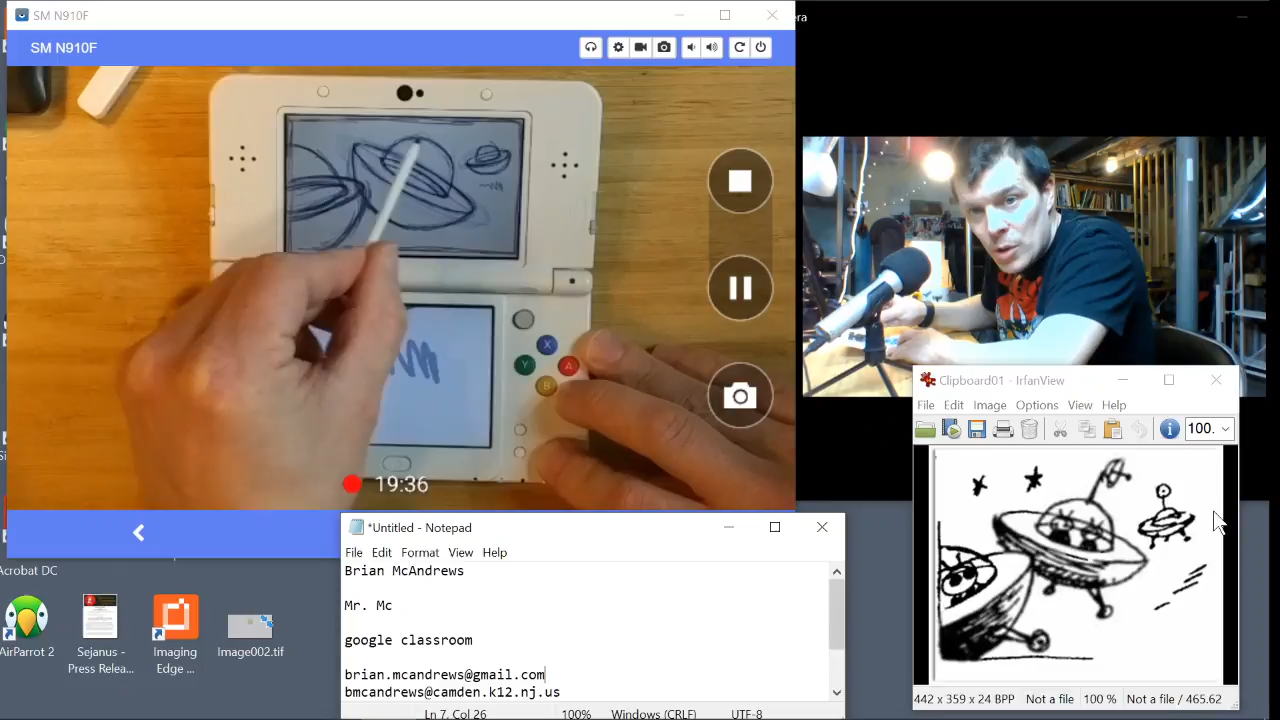 SM N910F
SM N910F
era
X
Y
A
B
19:36
Clipboard01 - IrfanView
File Edit Image Options View Help
100.
442 x 359 x 24 BPP Not a file 100 % Not a file / 465.62
*Untitled - Notepad
File Edit Format View Help
Brian McAndrews
Mr. Mc
google classroom
brian.mcandrews@gmail.com
bmcandrews@camden.k12.nj.us
Ln 7, Col 26 100% Windows (CRLF) UTF-8
Acrobat DC
AirParrot 2
Sejanus -
Press Relea...
Imaging
Edge ...
Image002.tif